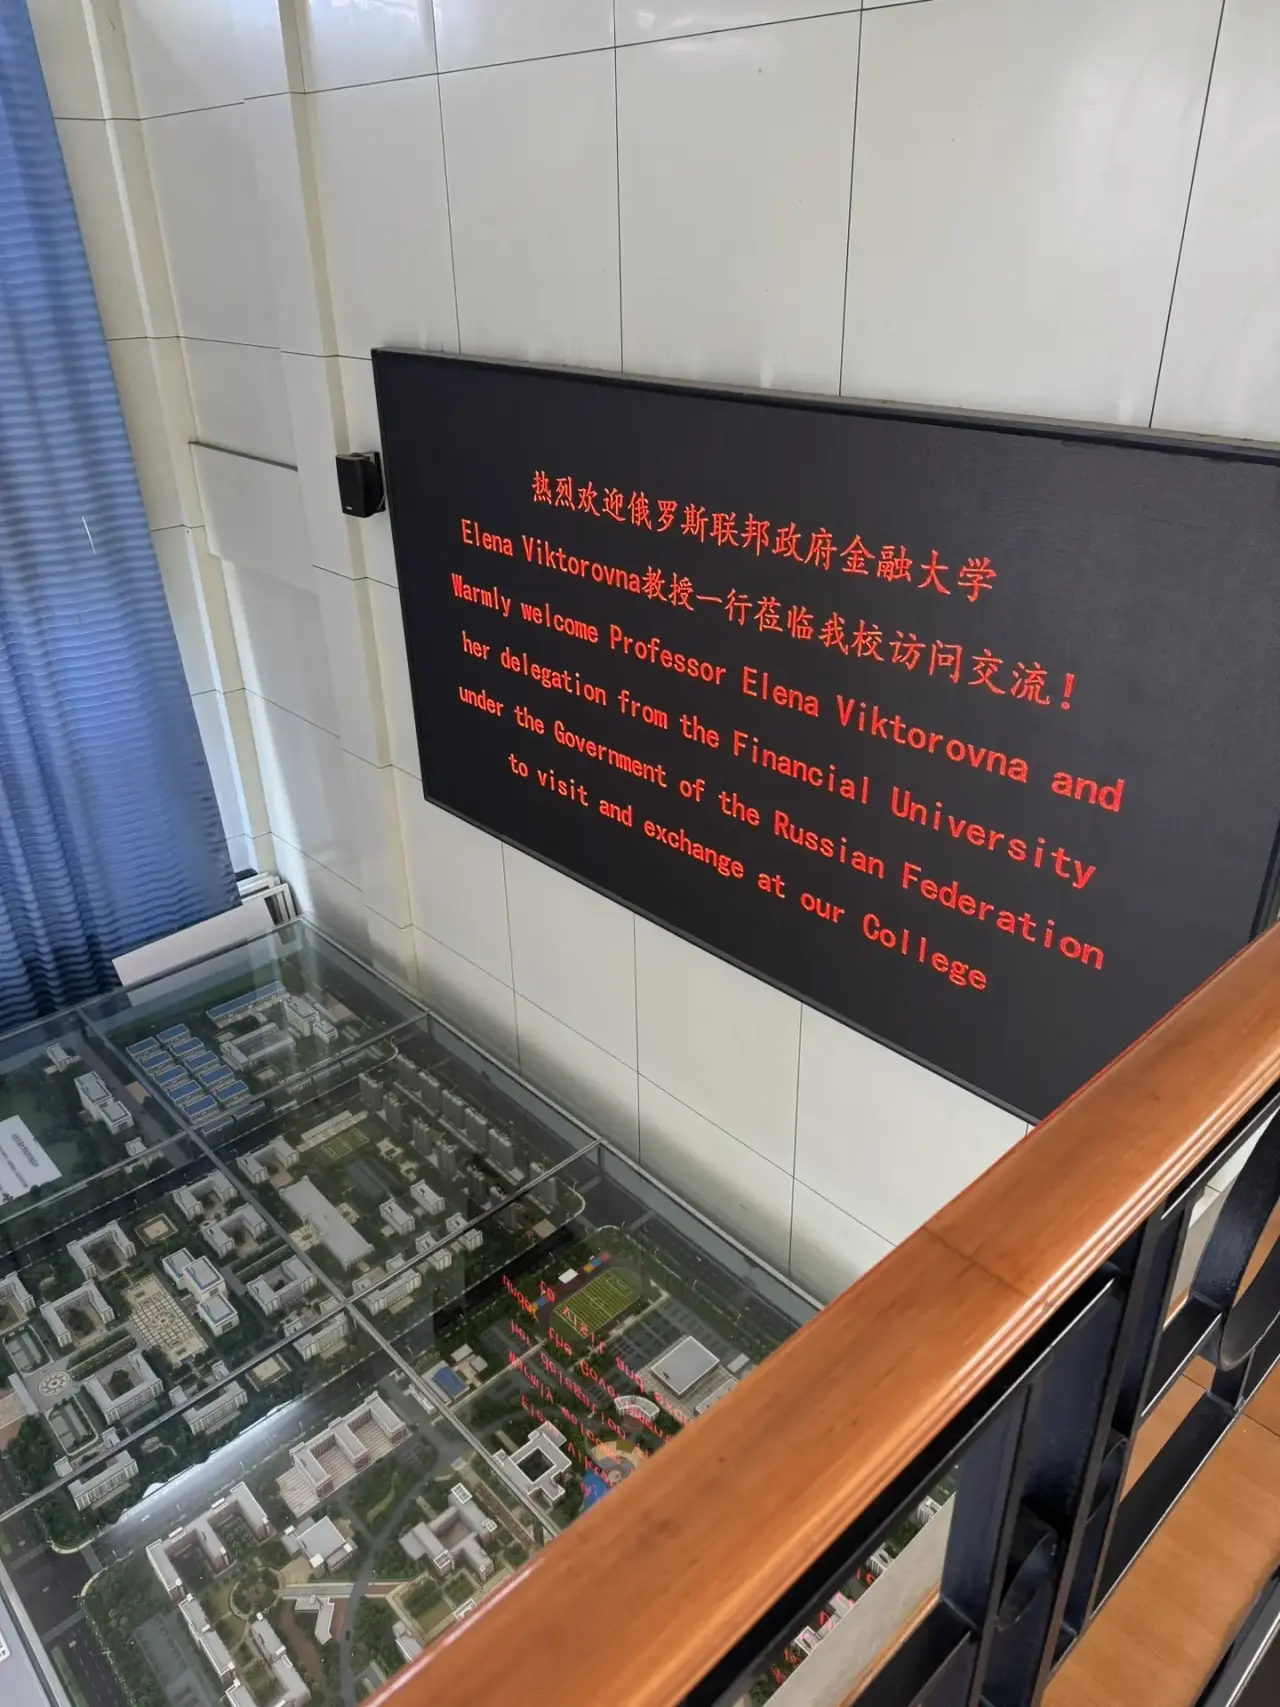 热烈欢迎俄罗斯联邦政府金融大学
Elena Viktorovna教授一行莅临我校访问交流！
Warmly welcome Professor Elena Viktorovna and
her delegation from the Financial University
under the Government of the Russian Federation
to visit and exchange at our College